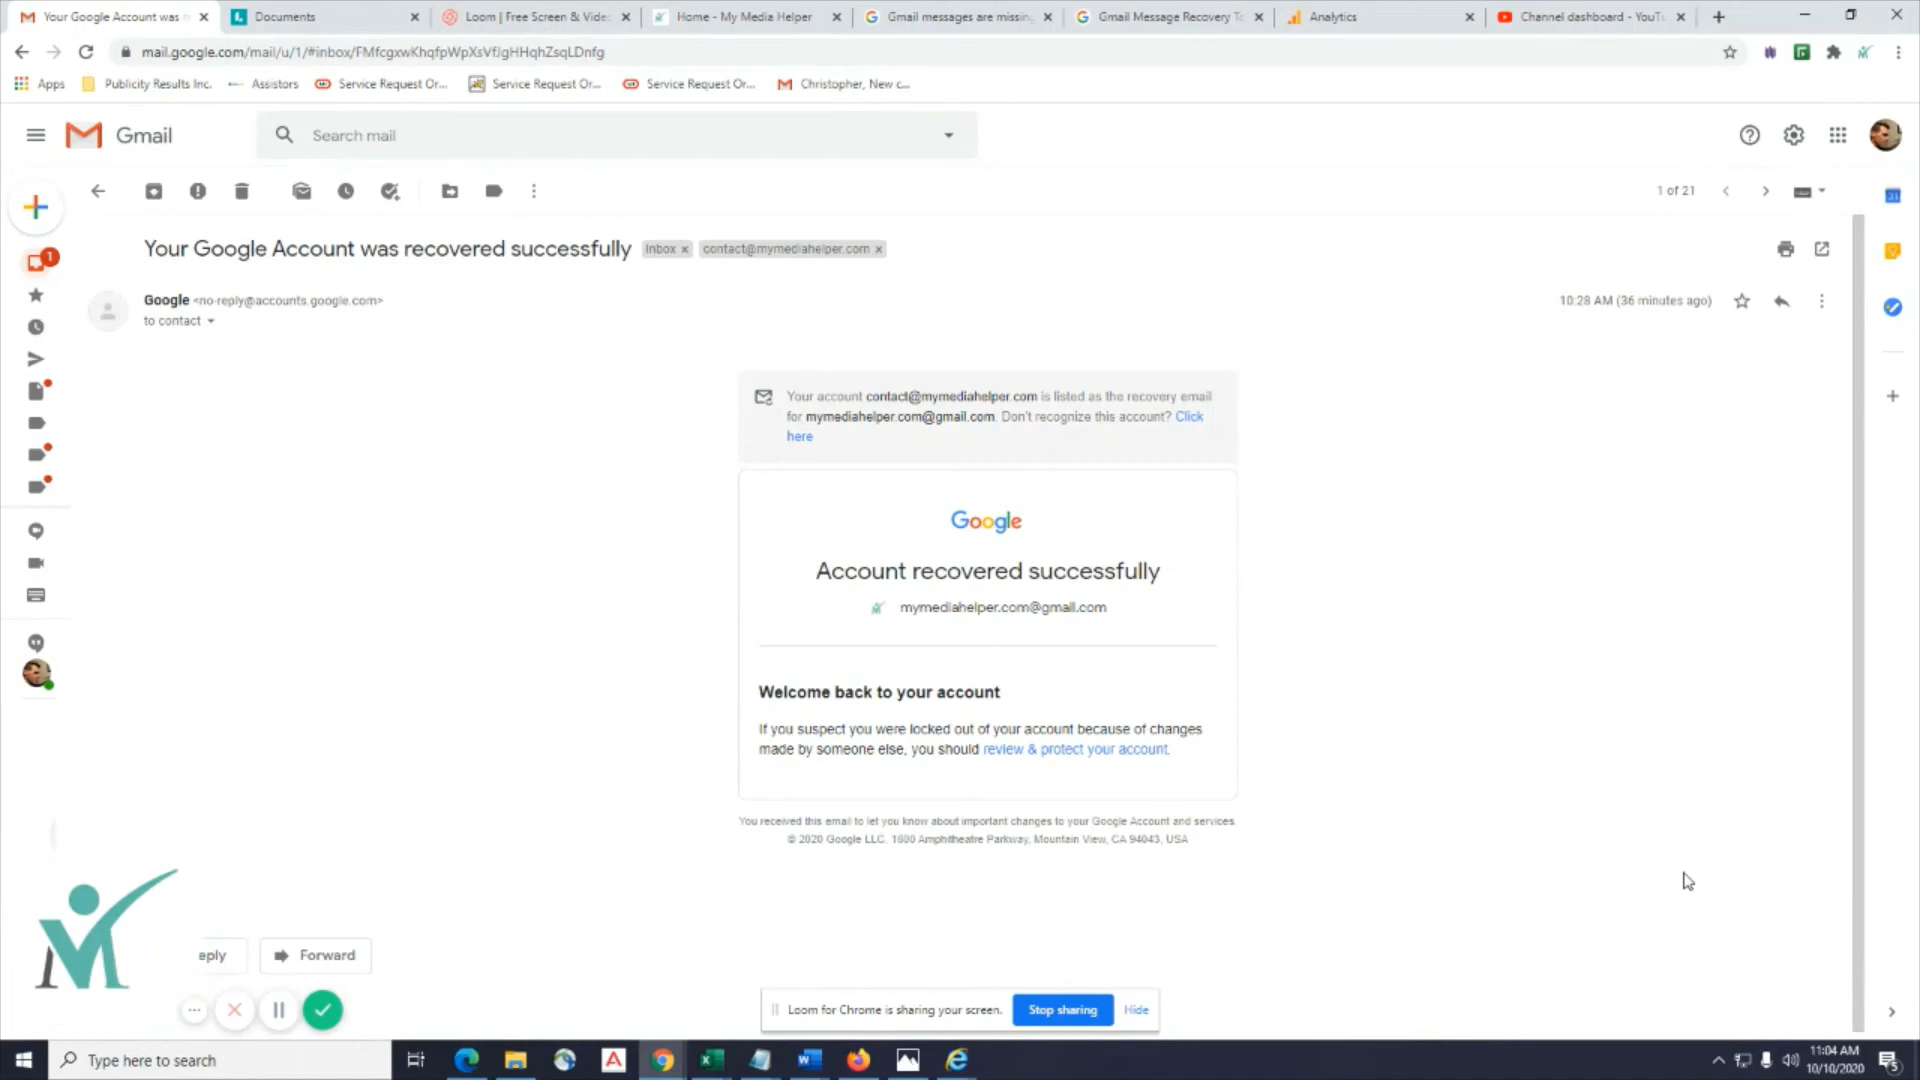 Your Google Account was r
Documents
Loom | Free Screen & Vide
Home - My Media Helper
Gmail messages are missing
Gmail Message Recovery To
Analytics
Channel dashboard - YouTu
mail.google.com/mail/u/1/#inbox/FMfcgxwKhqfpWpXsVfJgHHqhZsqLDnfg
Apps
Publicity Results Inc.
Assistors
Service Request Or...
Service Request Or...
Service Request Or...
Christopher, New c...
Gmail
Search mail
1 of 21
31
Your Google Account was recovered successfully
Inbox
contact@mymediahelper.com
1
Google <no-reply@accounts.google.com>
10:28 AM (36 minutes ago)
to contact
Your account contact@mymediahelper.com is listed as the recovery email
for mymediahelper.com@gmail.com. Don't recognize this account? Click
here
Google
Account recovered successfully
mymediahelper.com@gmail.com
Welcome back to your account
If you suspect you were locked out of your account because of changes
made by someone else, you should review & protect your account.
You received this email to let you know about important changes to your Google Account and services.
© 2020 Google LLC, 1600 Amphitheatre Parkway, Mountain View, CA 94043, USA
eply
Forward
Loom for Chrome is sharing your screen.
Stop sharing
Hide
Type here to search
11:04 AM
10/10/2020
5